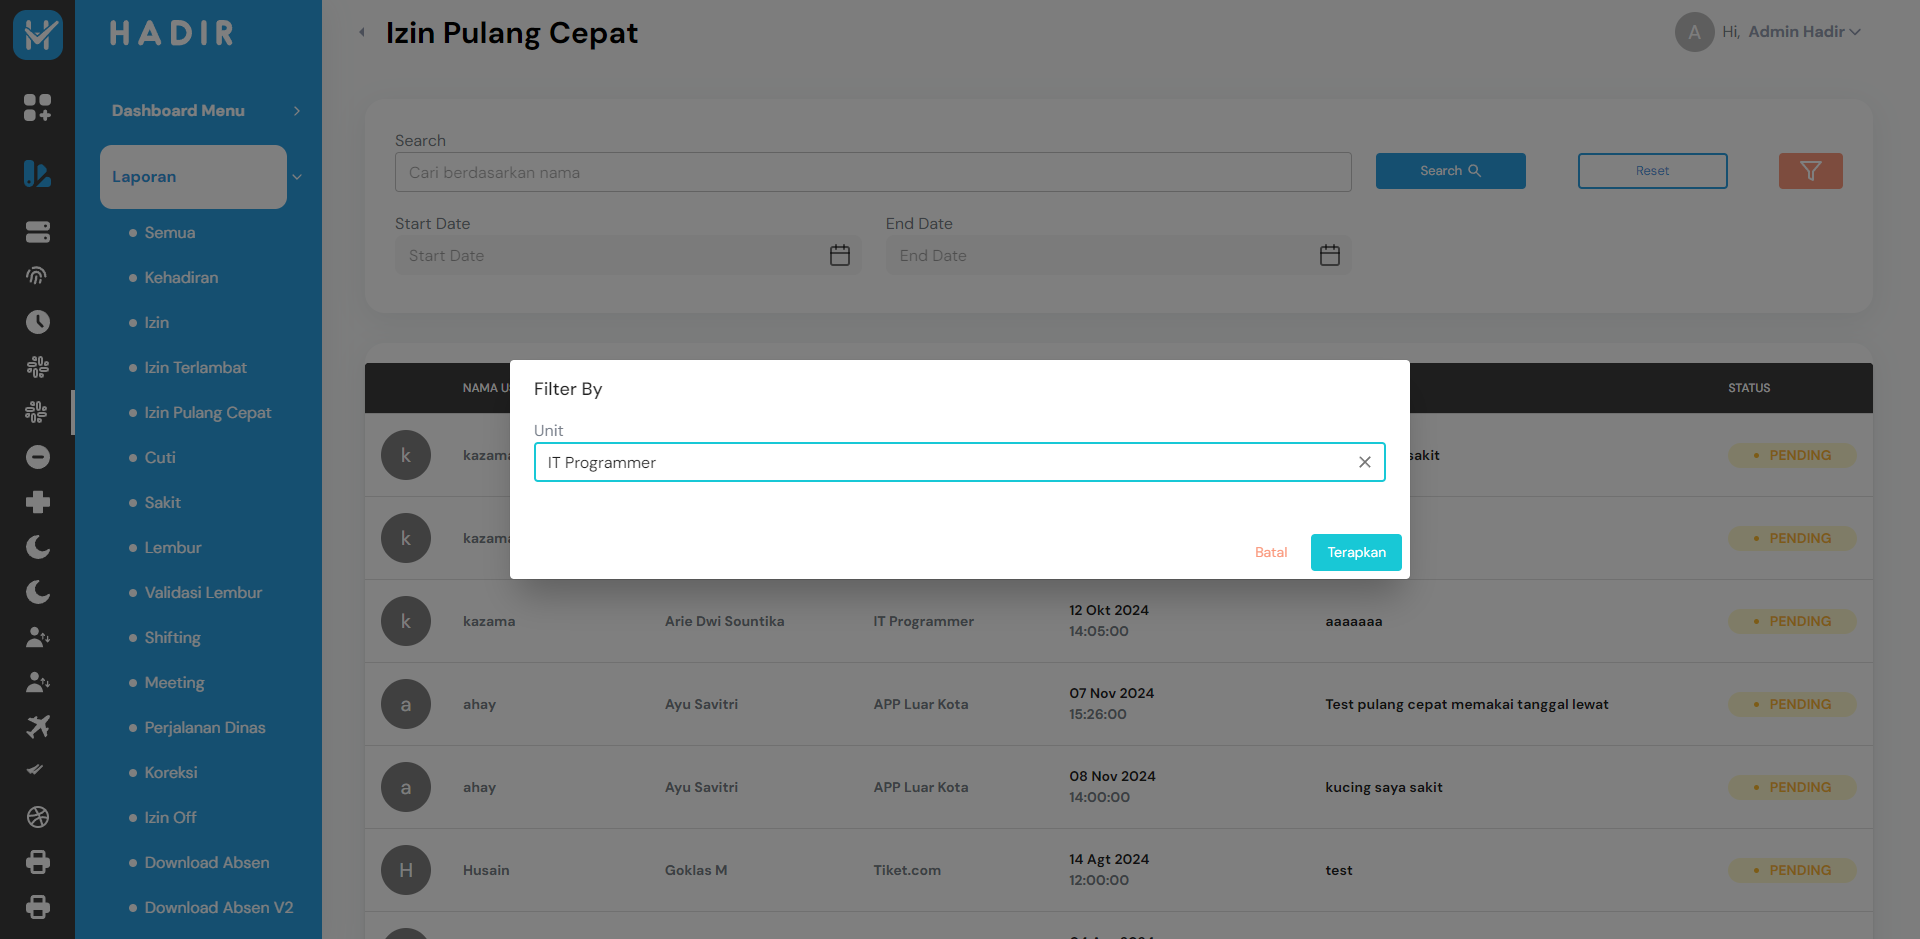 HADIR
Izin Pulang Cepat
A
Hi, Admin Hadir
Dashboard Menu
Laporan
Semua
Kehadiran
Izin
Izin Terlambat
Izin Pulang Cepat
Cuti
Sakit
Lembur
Validasi Lembur
Shifting
Meeting
Perjalanan Dinas
Koreksi
Izin Off
Download Absen
Download Absen V2
Search
Cari berdasarkan nama
Search
Reset
Start Date
End Date
Start Date
End Date
NAMA
STATUS
Filter By
Unit
IT Programmer
Batal
Terapkan
k
sakit
PENDING
k
PENDING
k
kazama
Arie Dwi Sountika
IT Programmer
12 Okt 2024
14:05:00
aaaaaaa
PENDING
a
ahay
Ayu Savitri
APP Luar Kota
07 Nov 2024
15:26:00
Test pulang cepat memakai tanggal lewat
PENDING
a
ahay
Ayu Savitri
APP Luar Kota
08 Nov 2024
14:00:00
kucing saya sakit
PENDING
H
Husain
Goklas M
Tiket.com
14 Agt 2024
12:00:00
test
PENDING